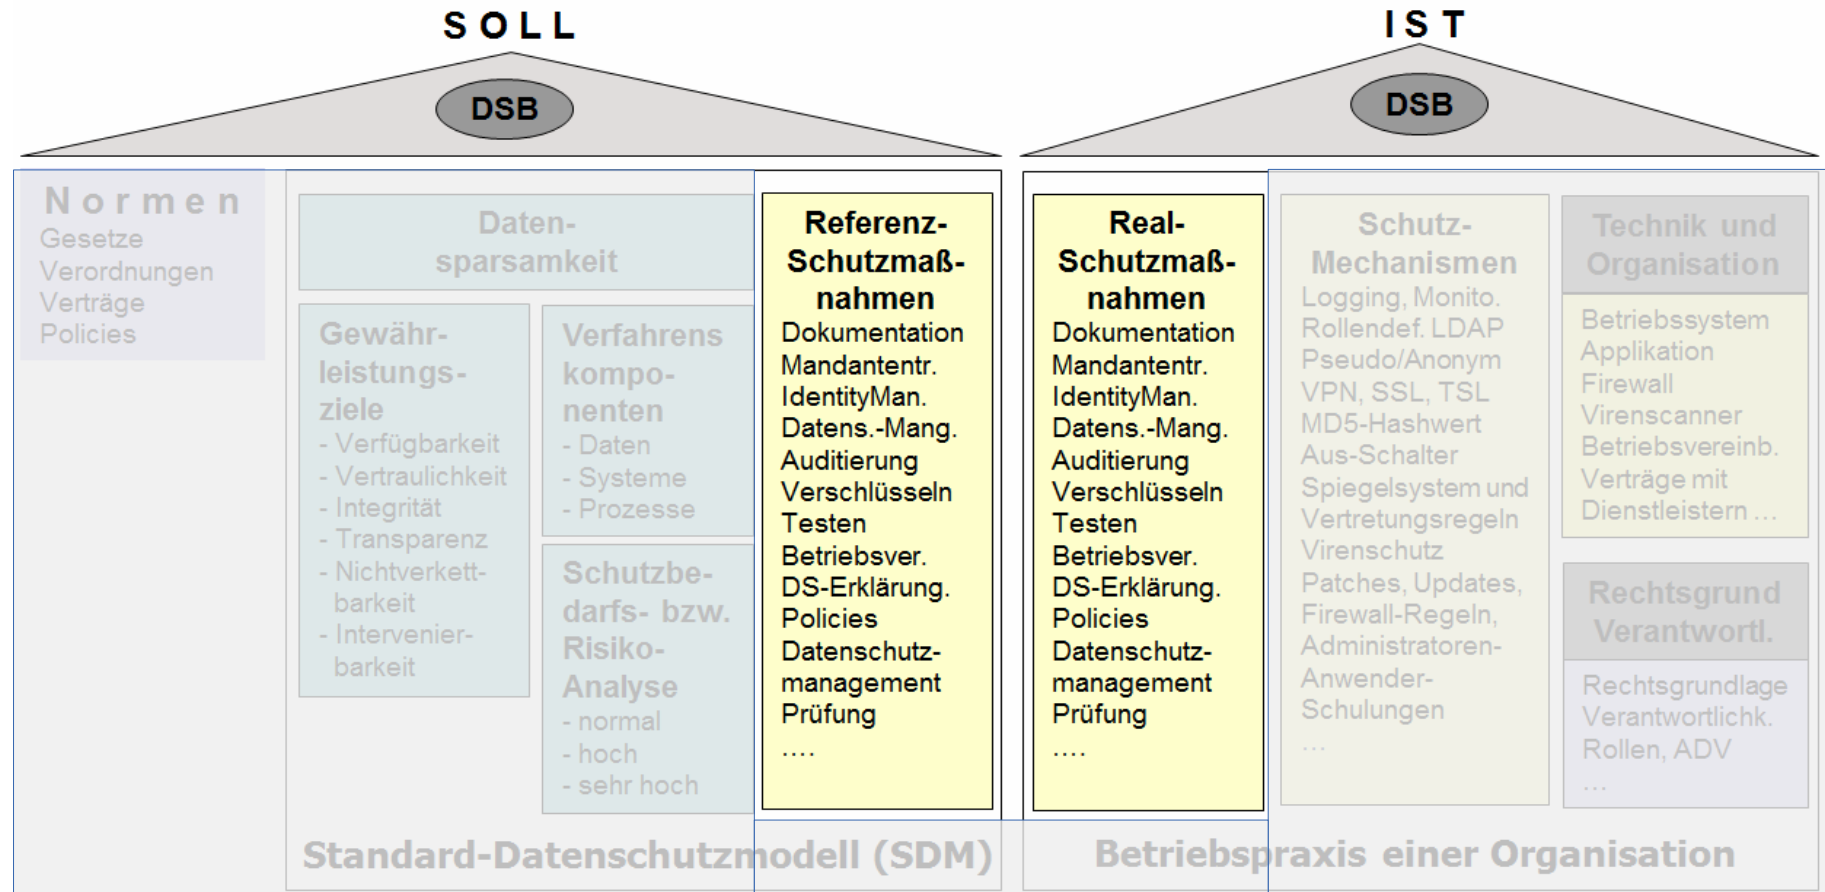 S O L L
DSB
N o r m e n
Gesetze
Verordnungen
Verträge
Policies
Daten-
sparsamkeit
Gewähr-
leistungs-
ziele
- Verfügbarkeit
- Vertraulichkeit
- Integrität
- Transparenz
- Nichtverkett-
barkeit
- Intervenier-
barkeit
Verfahrens
kompo-
nenten
- Daten
- Systeme
- Prozesse
Schutzbe-
darfs- bzw.
Risiko-
Analyse
- normal
- hoch
- sehr hoch
Referenz-
Schutzmaß-
nahmen
Dokumentation
Mandantentr.
IdentityMan.
Datens.-Mang.
Auditierung
Verschlüsseln
Testen
Betriebsver.
DS-Erklärung.
Policies
Datenschutz-
management
Prüfung
....
Standard-Datenschutzmodell (SDM)
I S T
DSB
Real-
Schutzmaß-
nahmen
Dokumentation
Mandantentr.
IdentityMan.
Datens.-Mang.
Auditierung
Verschlüsseln
Testen
Betriebsver.
DS-Erklärung.
Policies
Datenschutz-
management
Prüfung
....
Schutz-
Mechanismen
Logging, Monito.
Rollendef. LDAP
Pseudo/Anonym
VPN, SSL, TSL
MD5-Hashwert
Aus-Schalter
Spiegelsystem und
Vertretungsregeln
Virenschutz
Patches, Updates,
Firewall-Regeln,
Administratoren-
Anwender-
Schulungen
...
Technik und
Organisation
Betriebssystem
Applikation
Firewall
Virenscanner
Betriebsvereinb.
Verträge mit
Dienstleistern ...
Rechtsgrund
Verantwortl.
Rechtsgrundlage
Verantwortlichk.
Rollen, ADV
...
Betriebspraxis einer Organisation